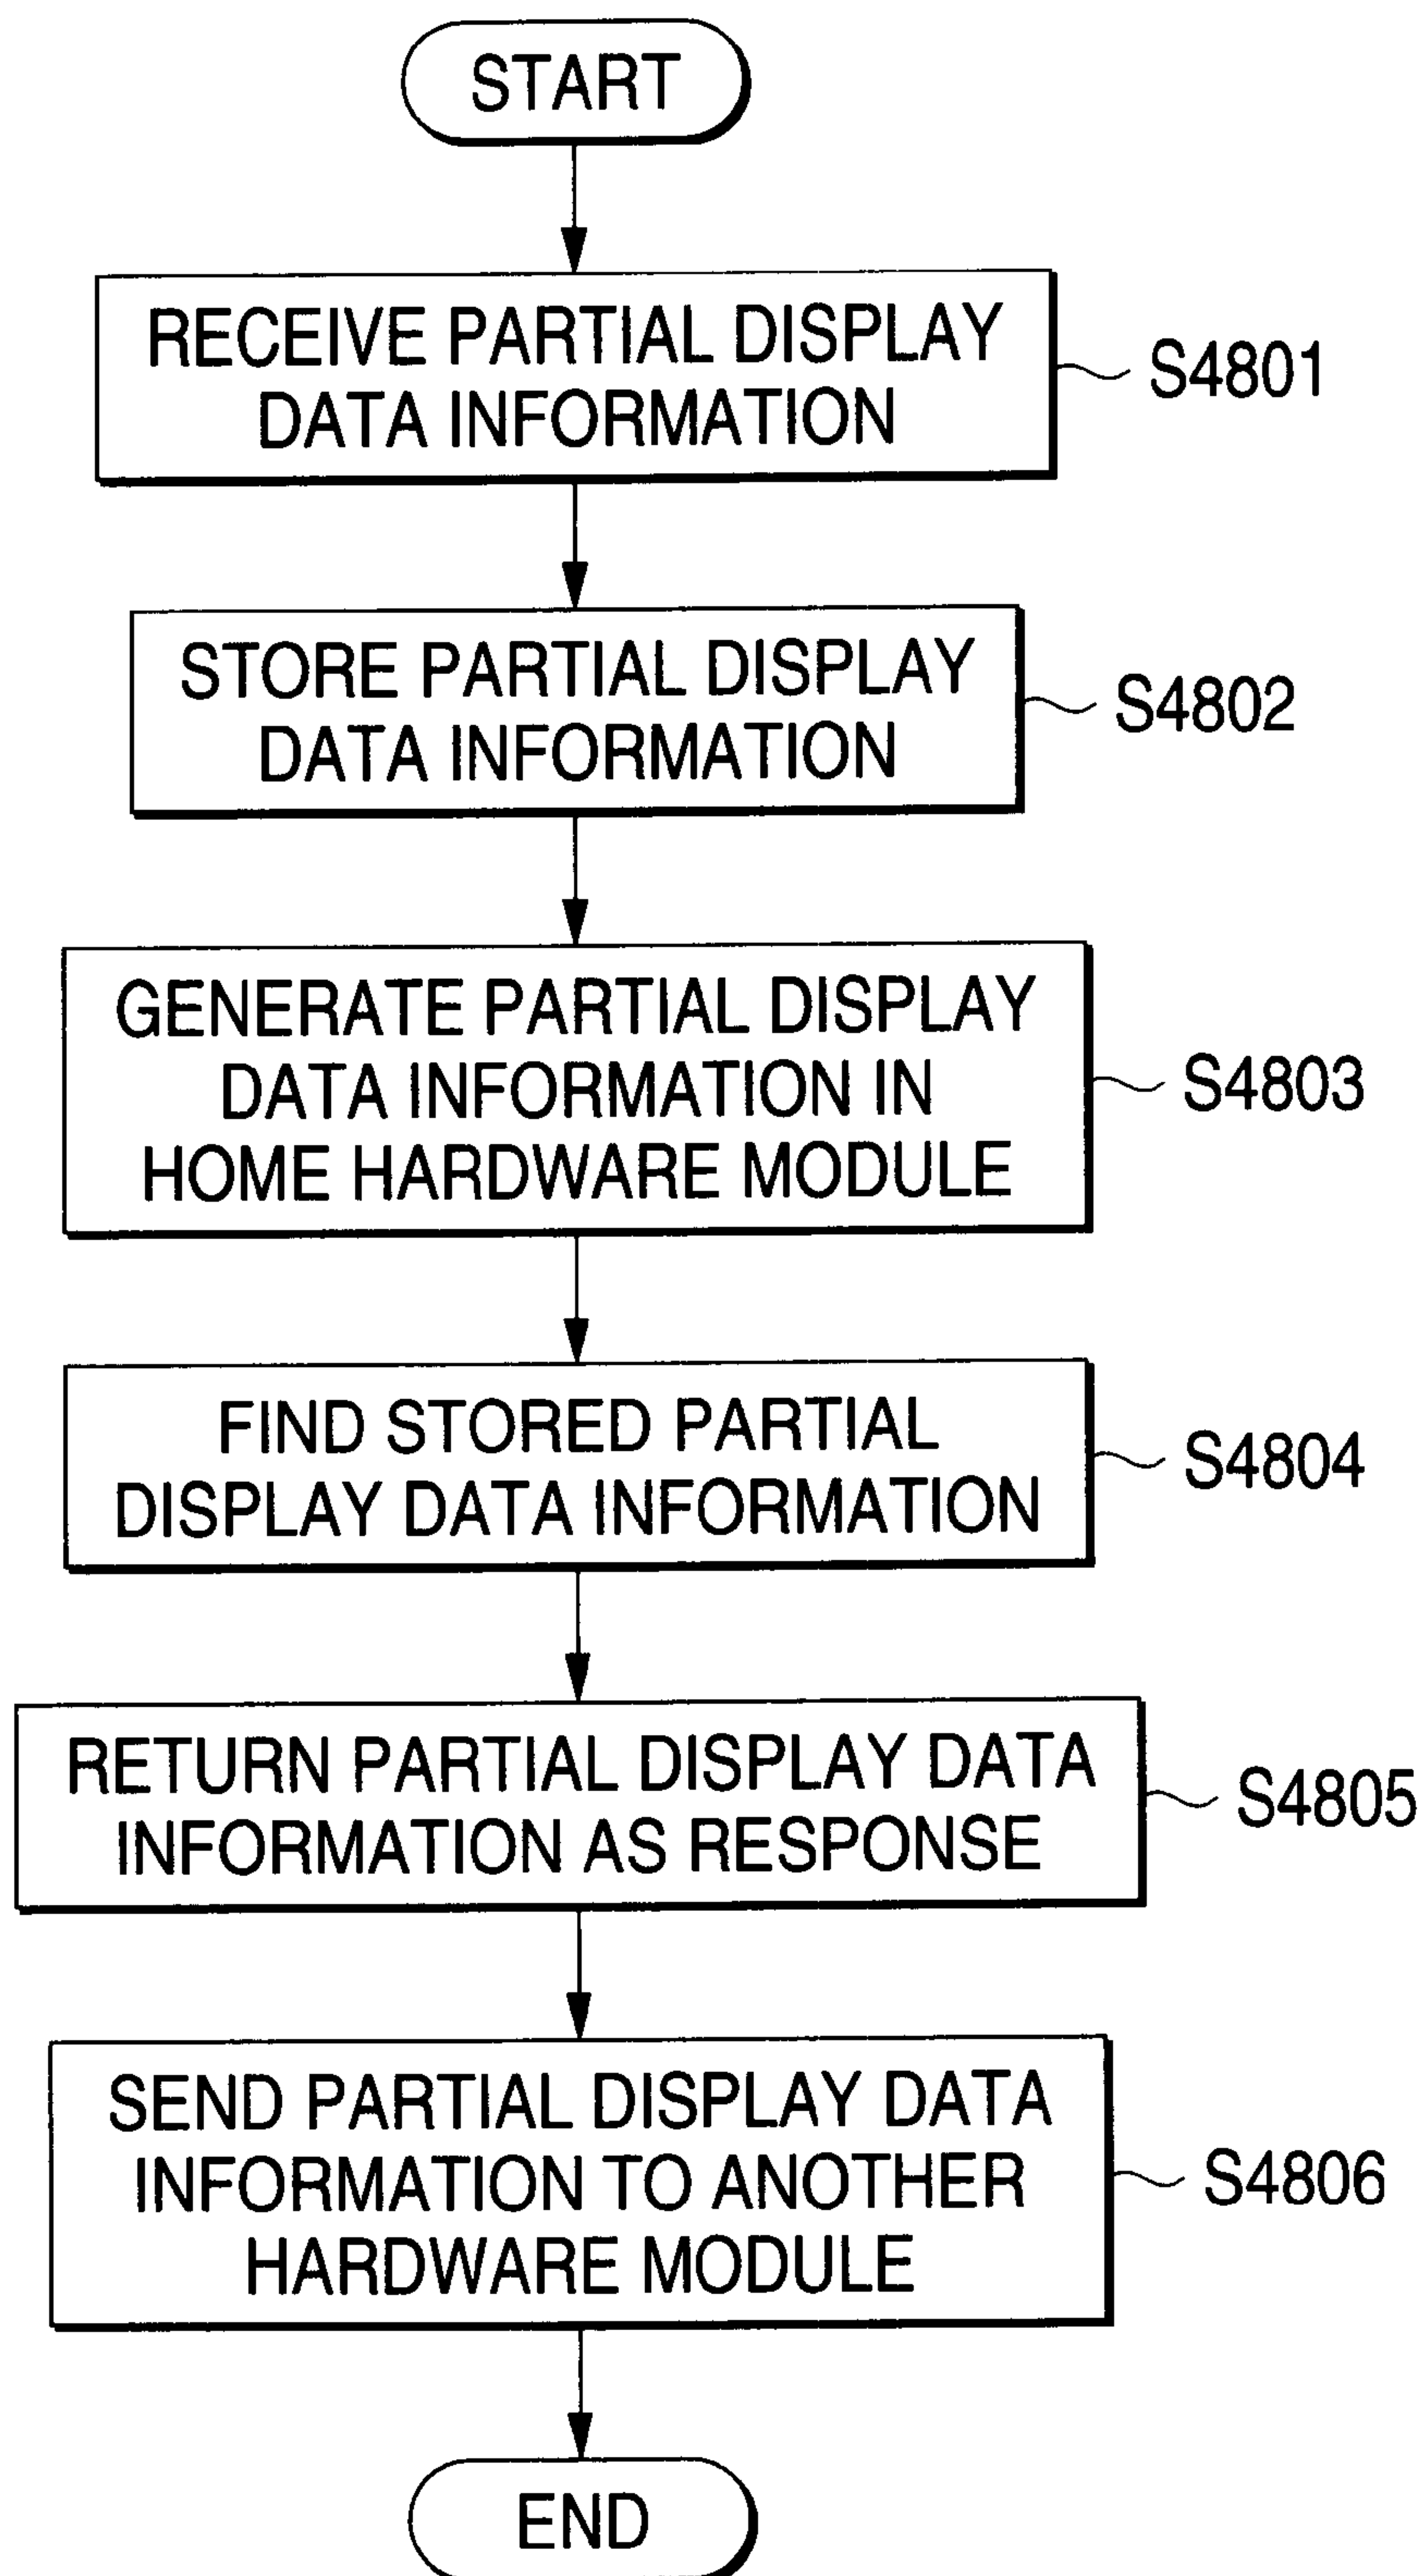 START
RECEIVE PARTIAL DISPLAY
DATA INFORMATION
S4801
STORE PARTIAL DISPLAY
DATA INFORMATION
S4802
GENERATE PARTIAL DISPLAY
DATA INFORMATION IN
HOME HARDWARE MODULE
S4803
FIND STORED PARTIAL
DISPLAY DATA INFORMATION
S4804
RETURN PARTIAL DISPLAY DATA
INFORMATION AS RESPONSE
S4805
SEND PARTIAL DISPLAY DATA
INFORMATION TO ANOTHER
HARDWARE MODULE
S4806
END